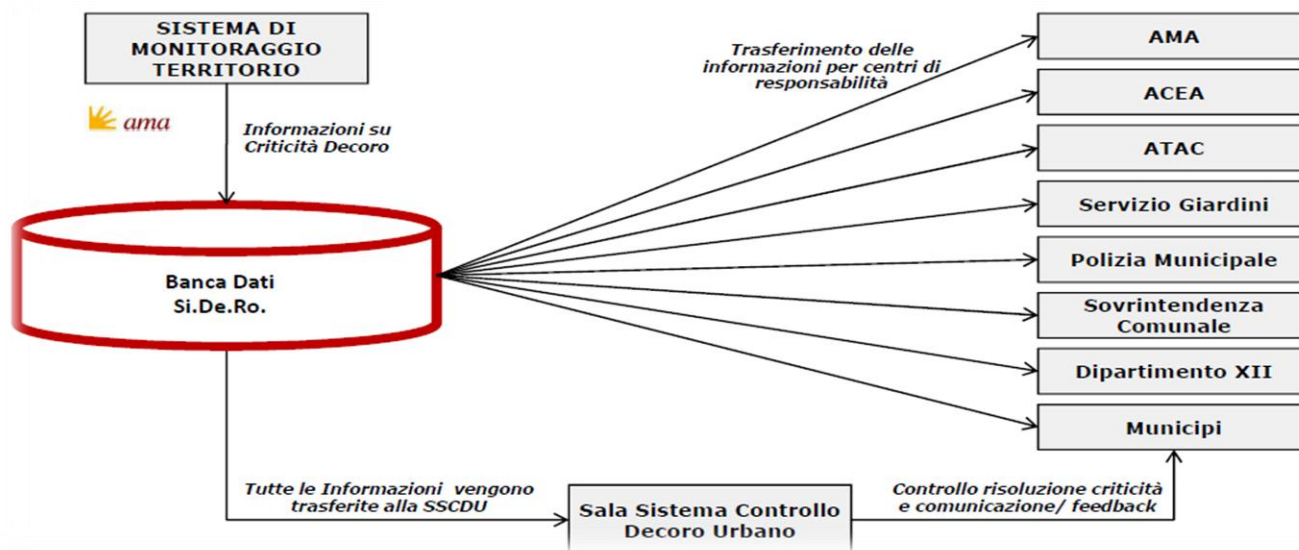 SISTEMA DI
MONITORAGGIO
TERRITORIO
ama
Informazioni su
Criticità Decoro
Banca Dati
Si.De.Ro.
Trasferimento delle
informazioni per centri di
responsabilità
AMA
ACEA
ATAC
Servizio Giardini
Polizia Municipale
Sovrintendenza
Comunale
Dipartimento XII
Municipi
Tutte le Informazioni vengono
trasferite alla SSCDU
Sala Sistema Controllo
Decoro Urbano
Controllo risoluzione criticità
e comunicazione/ feedback